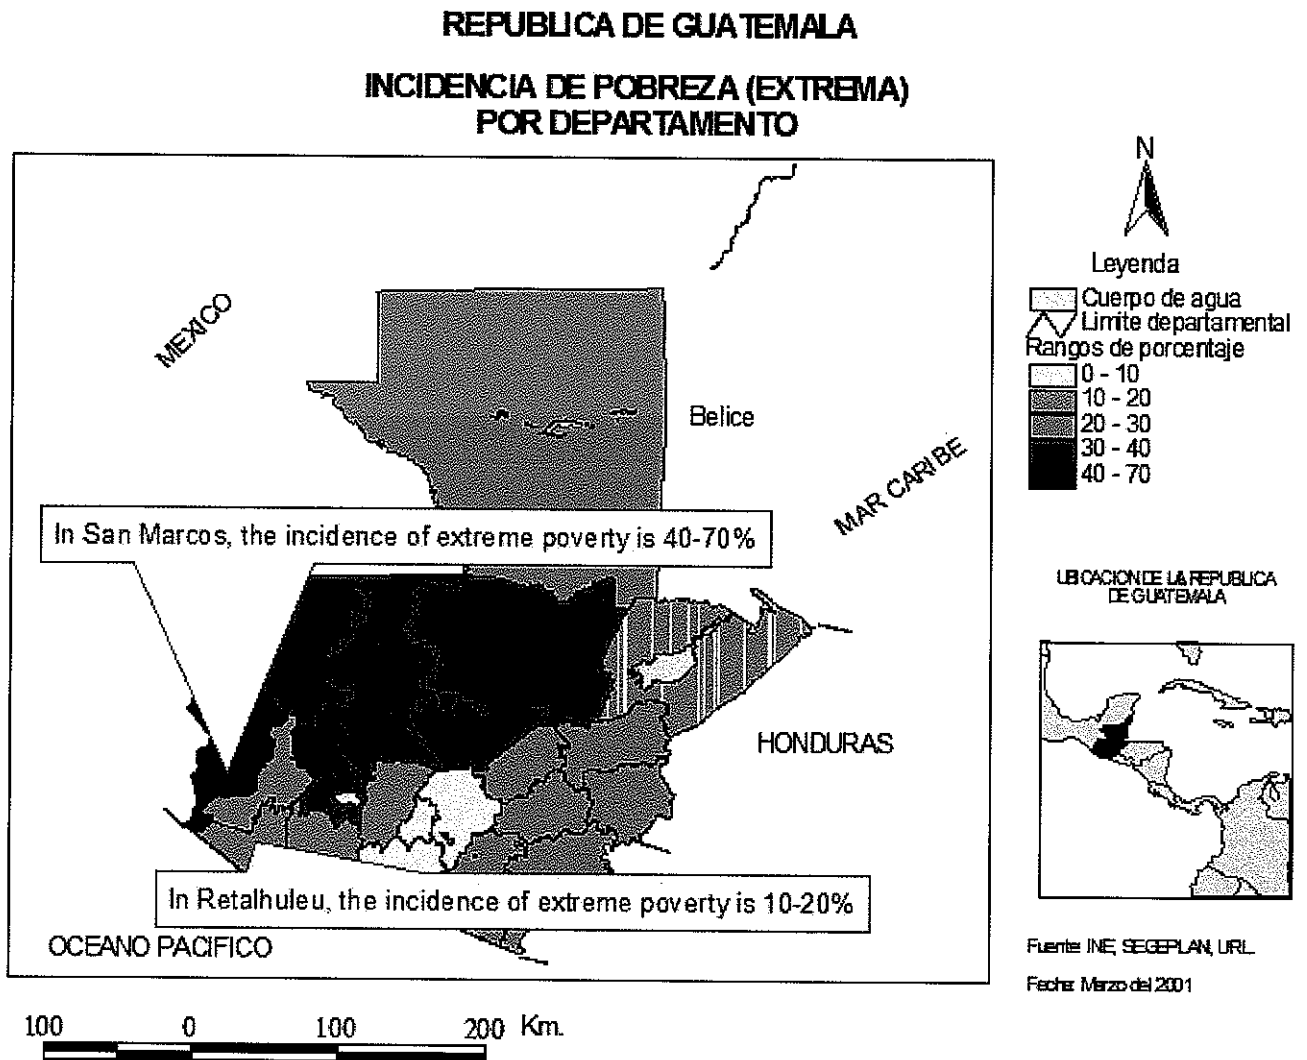 REPUBLICA DE GUATEMALA
INCIDENCIA DE POBREZA (EXTREMA)
POR DEPARTAMENTO
N
Leyenda
Cuerpo de agua
Limite departamental
Rangos de porcentaje
0 - 10
10 - 20
20 - 30
30 - 40
40 - 70
MEXICO
Belice
MAR CARIBE
In San Marcos, the incidence of extreme poverty is 40-70%
UBICACION DE LA REPUBLICA
DE GUATEMALA
HONDURAS
In Retalhuleu, the incidence of extreme poverty is 10-20%
OCEANO PACIFICO
Fuente: INE, SEGEPLAN, URL.
Fecha: Marzo del 2001
100 0 100 200 Km.